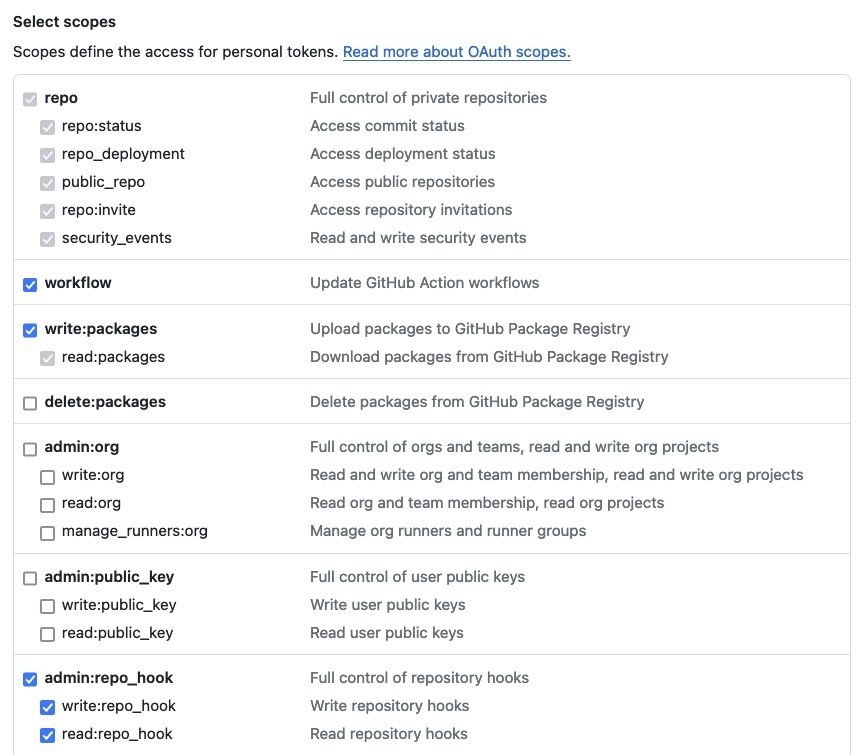 Select scopes
Scopes define the access for personal tokens. Read more about OAuth scopes.
repo Full control of private repositories
repo:status Access commit status
repo_deployment Access deployment status
public_repo Access public repositories
repo:invite Access repository invitations
security_events Read and write security events
workflow Update GitHub Action workflows
write:packages Upload packages to GitHub Package Registry
read:packages Download packages from GitHub Package Registry
delete:packages Delete packages from GitHub Package Registry
admin:org Full control of orgs and teams, read and write org projects
write:org Read and write org and team membership, read and write org projects
read:org Read org and team membership, read org projects
manage_runners:org Manage org runners and runner groups
admin:public_key Full control of user public keys
write:public_key Write user public keys
read:public_key Read user public keys
admin:repo_hook Full control of repository hooks
write:repo_hook Write repository hooks
read:repo_hook Read repository hooks